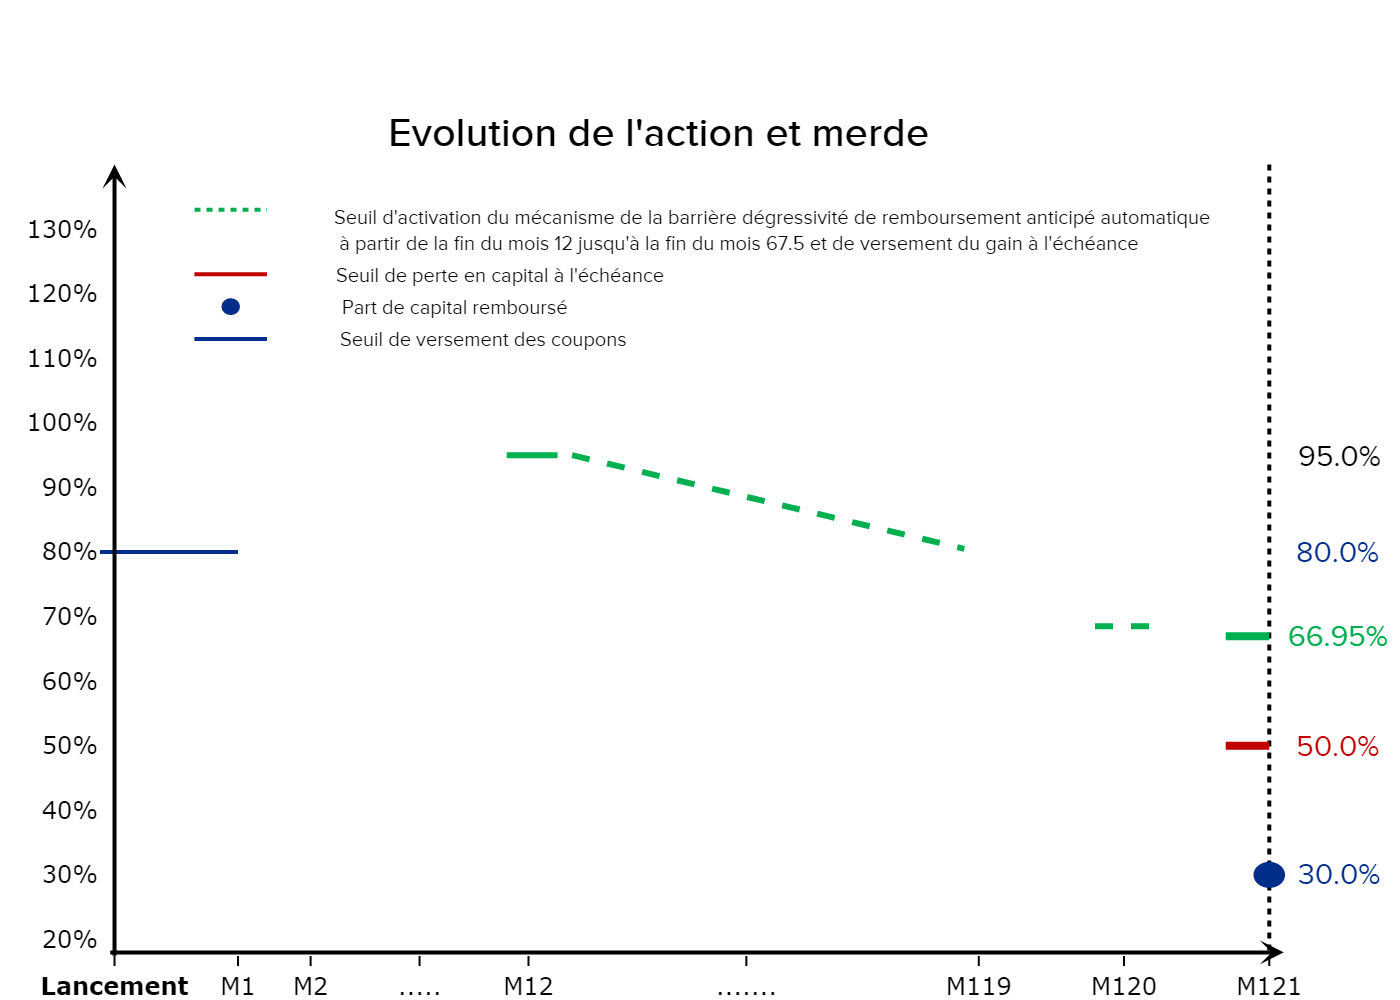 Evolution de l'action et merde
Seuil d'activation du mécanisme de la barrière dégressivité de remboursement anticipé automatique
à partir de la fin du mois 12 jusqu'à la fin du mois 67.5 et de versement du gain à l'échéance
Seuil de perte en capital à l'échéance
Part de capital remboursé
Seuil de versement des coupons
130%
120%
110%
100%
90%
80%
70%
60%
50%
40%
30%
20%
95.0%
80.0%
66.95%
50.0%
30.0%
Lancement M1 M2 ..... M12 ....... M119 M120 M121